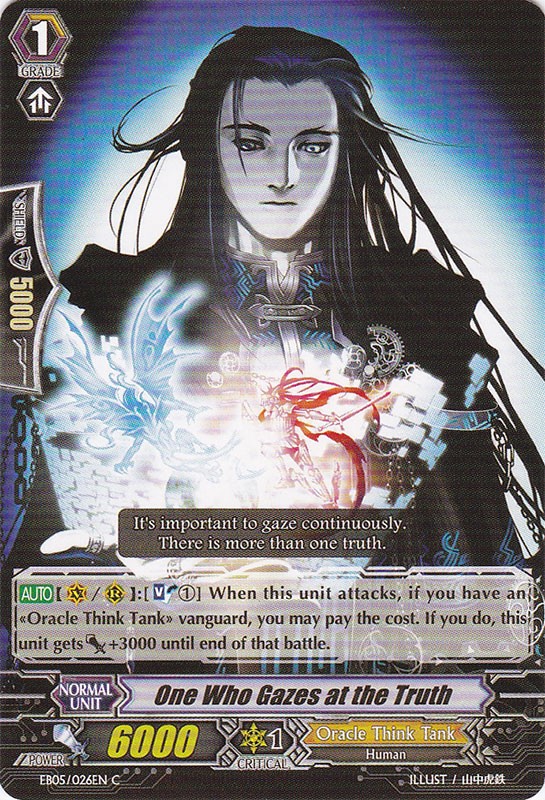 1
GRADE
SHIELD
5000
It's important to gaze continuously.
There is more than one truth.
AUTO [ V / R ]:[ V ①] When this unit attacks, if you have an
«Oracle Think Tank» vanguard, you may pay the cost. If you do, this
unit gets +3000 until end of that battle.
NORMAL
UNIT
One Who Gazes at the Truth
POWER
6000
1
CRITICAL
Oracle Think Tank
Human
EB05/026EN C
ILLUST / 山中虎鉄